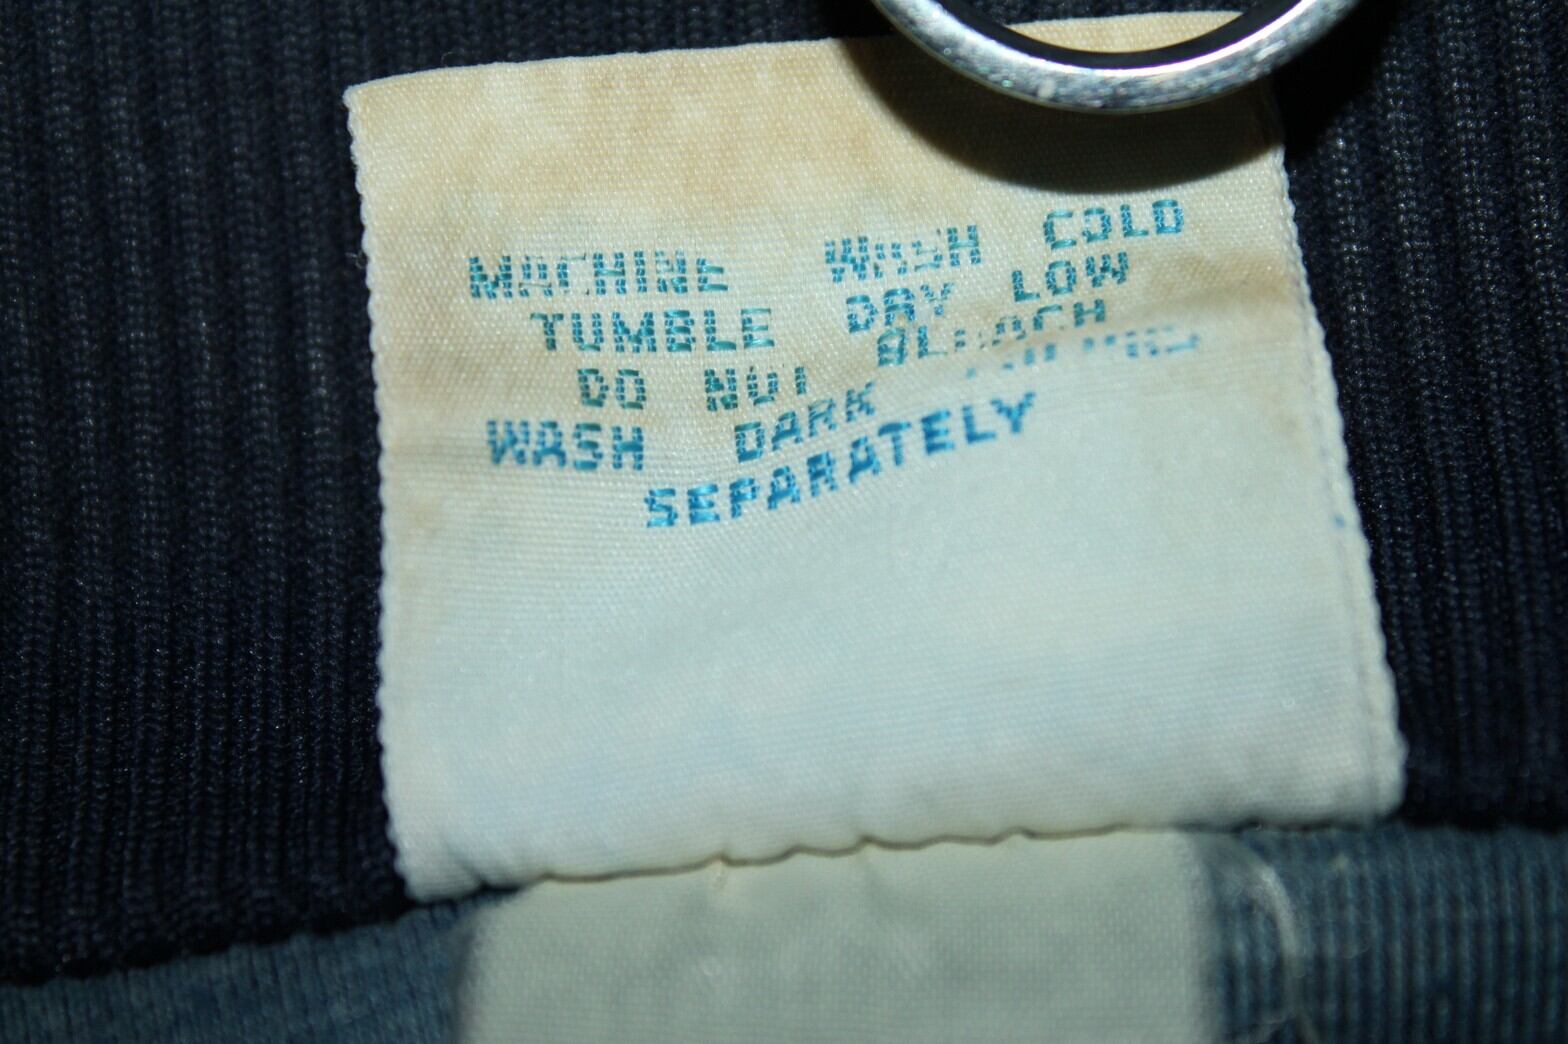 MACHINE WASH COLD
TUMBLE DRY LOW
DO NOT BLEACH
WASH DARK
SEPARATELY